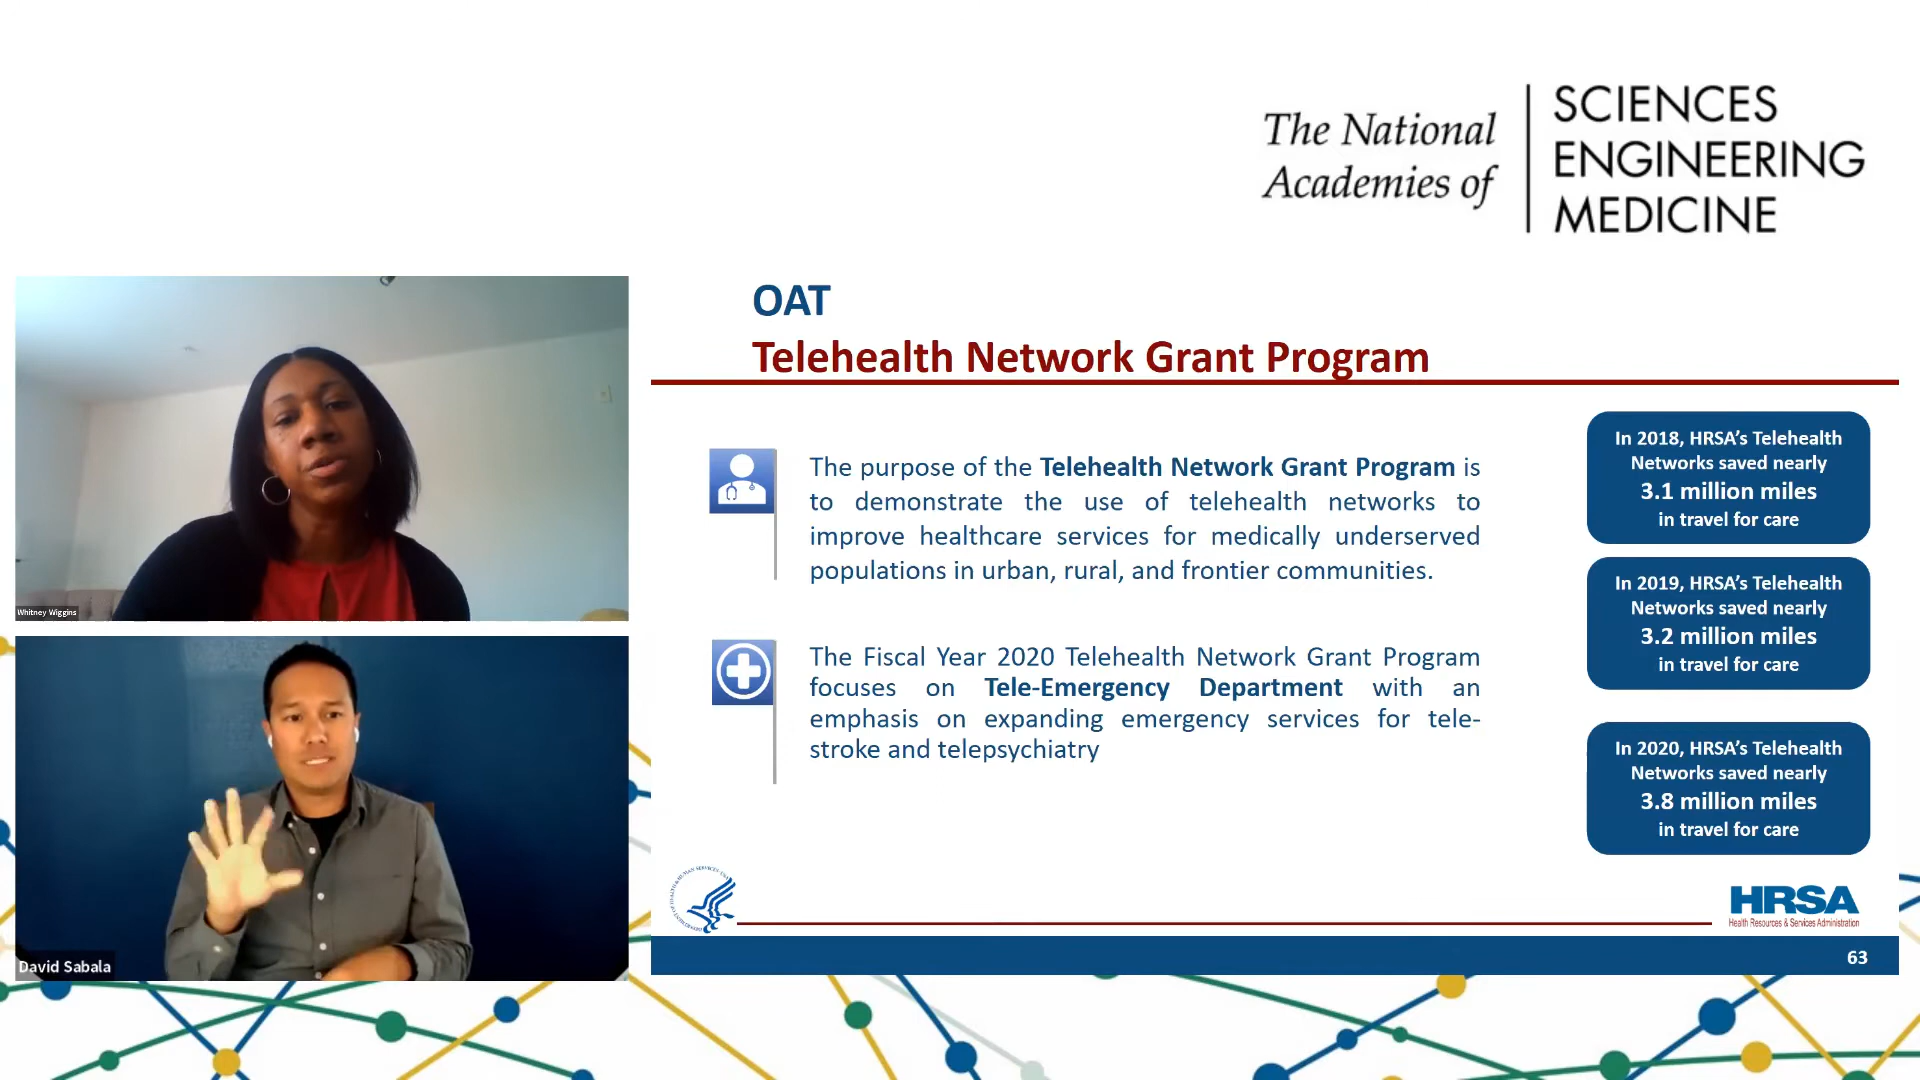 The National
Academies of
SCIENCES
ENGINEERING
MEDICINE
Whitney Wiggins
David Sabala
OAT
Telehealth Network Grant Program
The purpose of the Telehealth Network Grant Program is
to demonstrate the use of telehealth networks to
improve healthcare services for medically underserved
populations in urban, rural, and frontier communities.
The Fiscal Year 2020 Telehealth Network Grant Program
focuses on Tele-Emergency Department with an
emphasis on expanding emergency services for tele-
stroke and telepsychiatry
In 2018, HRSA’s Telehealth
Networks saved nearly
3.1 million miles
in travel for care
In 2019, HRSA’s Telehealth
Networks saved nearly
3.2 million miles
in travel for care
In 2020, HRSA’s Telehealth
Networks saved nearly
3.8 million miles
in travel for care
HRSA
Health Resources & Services Administration
63